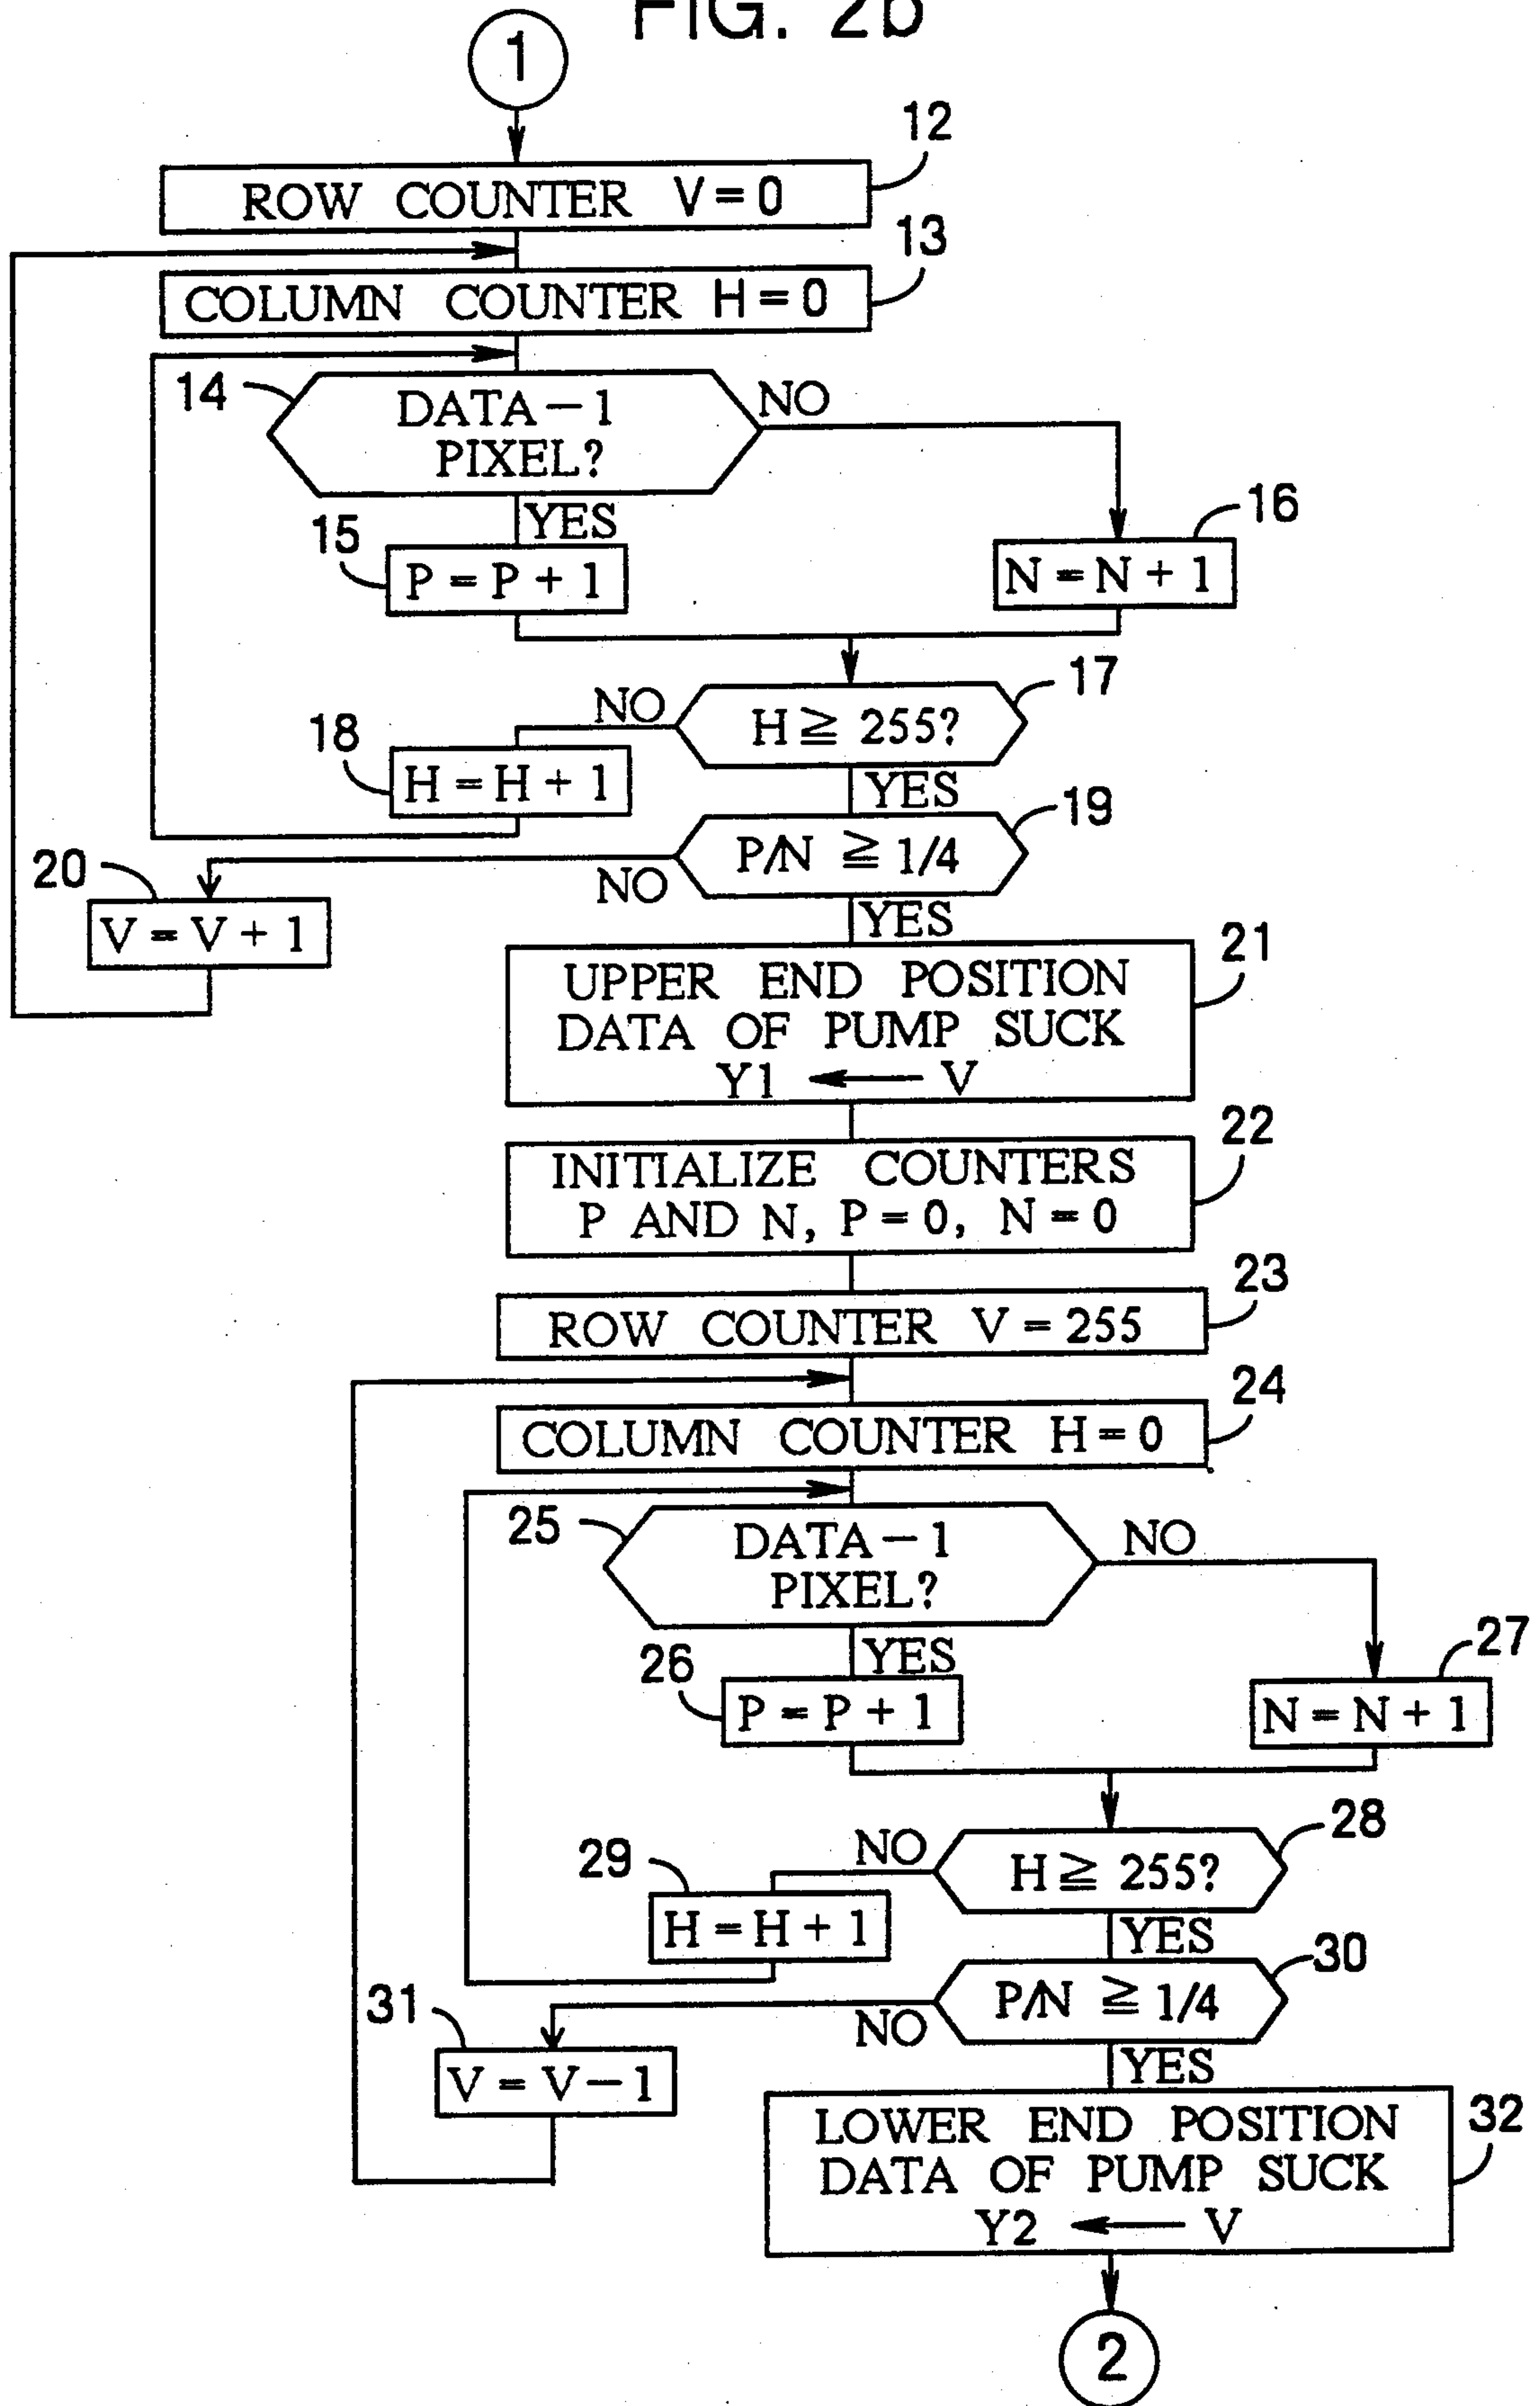 FIG. 2b
1
12
ROW COUNTER V = 0
13
COLUMN COUNTER H = 0
14
DATA − 1
PIXEL?
NO
YES
15
P = P + 1
16
N = N + 1
17
H ≧ 255?
NO
18
H = H + 1
YES
19
P/N ≧ 1/4
NO
20
V = V + 1
YES
21
UPPER END POSITION
DATA OF PUMP SUCK
Y1 ← V
22
INITIALIZE COUNTERS
P AND N, P = 0, N = 0
23
ROW COUNTER V = 255
24
COLUMN COUNTER H = 0
25
DATA − 1
PIXEL?
NO
YES
26
P = P + 1
27
N = N + 1
28
H ≧ 255?
NO
29
H = H + 1
YES
30
P/N ≧ 1/4
NO
31
V = V − 1
YES
32
LOWER END POSITION
DATA OF PUMP SUCK
Y2 ← V
2